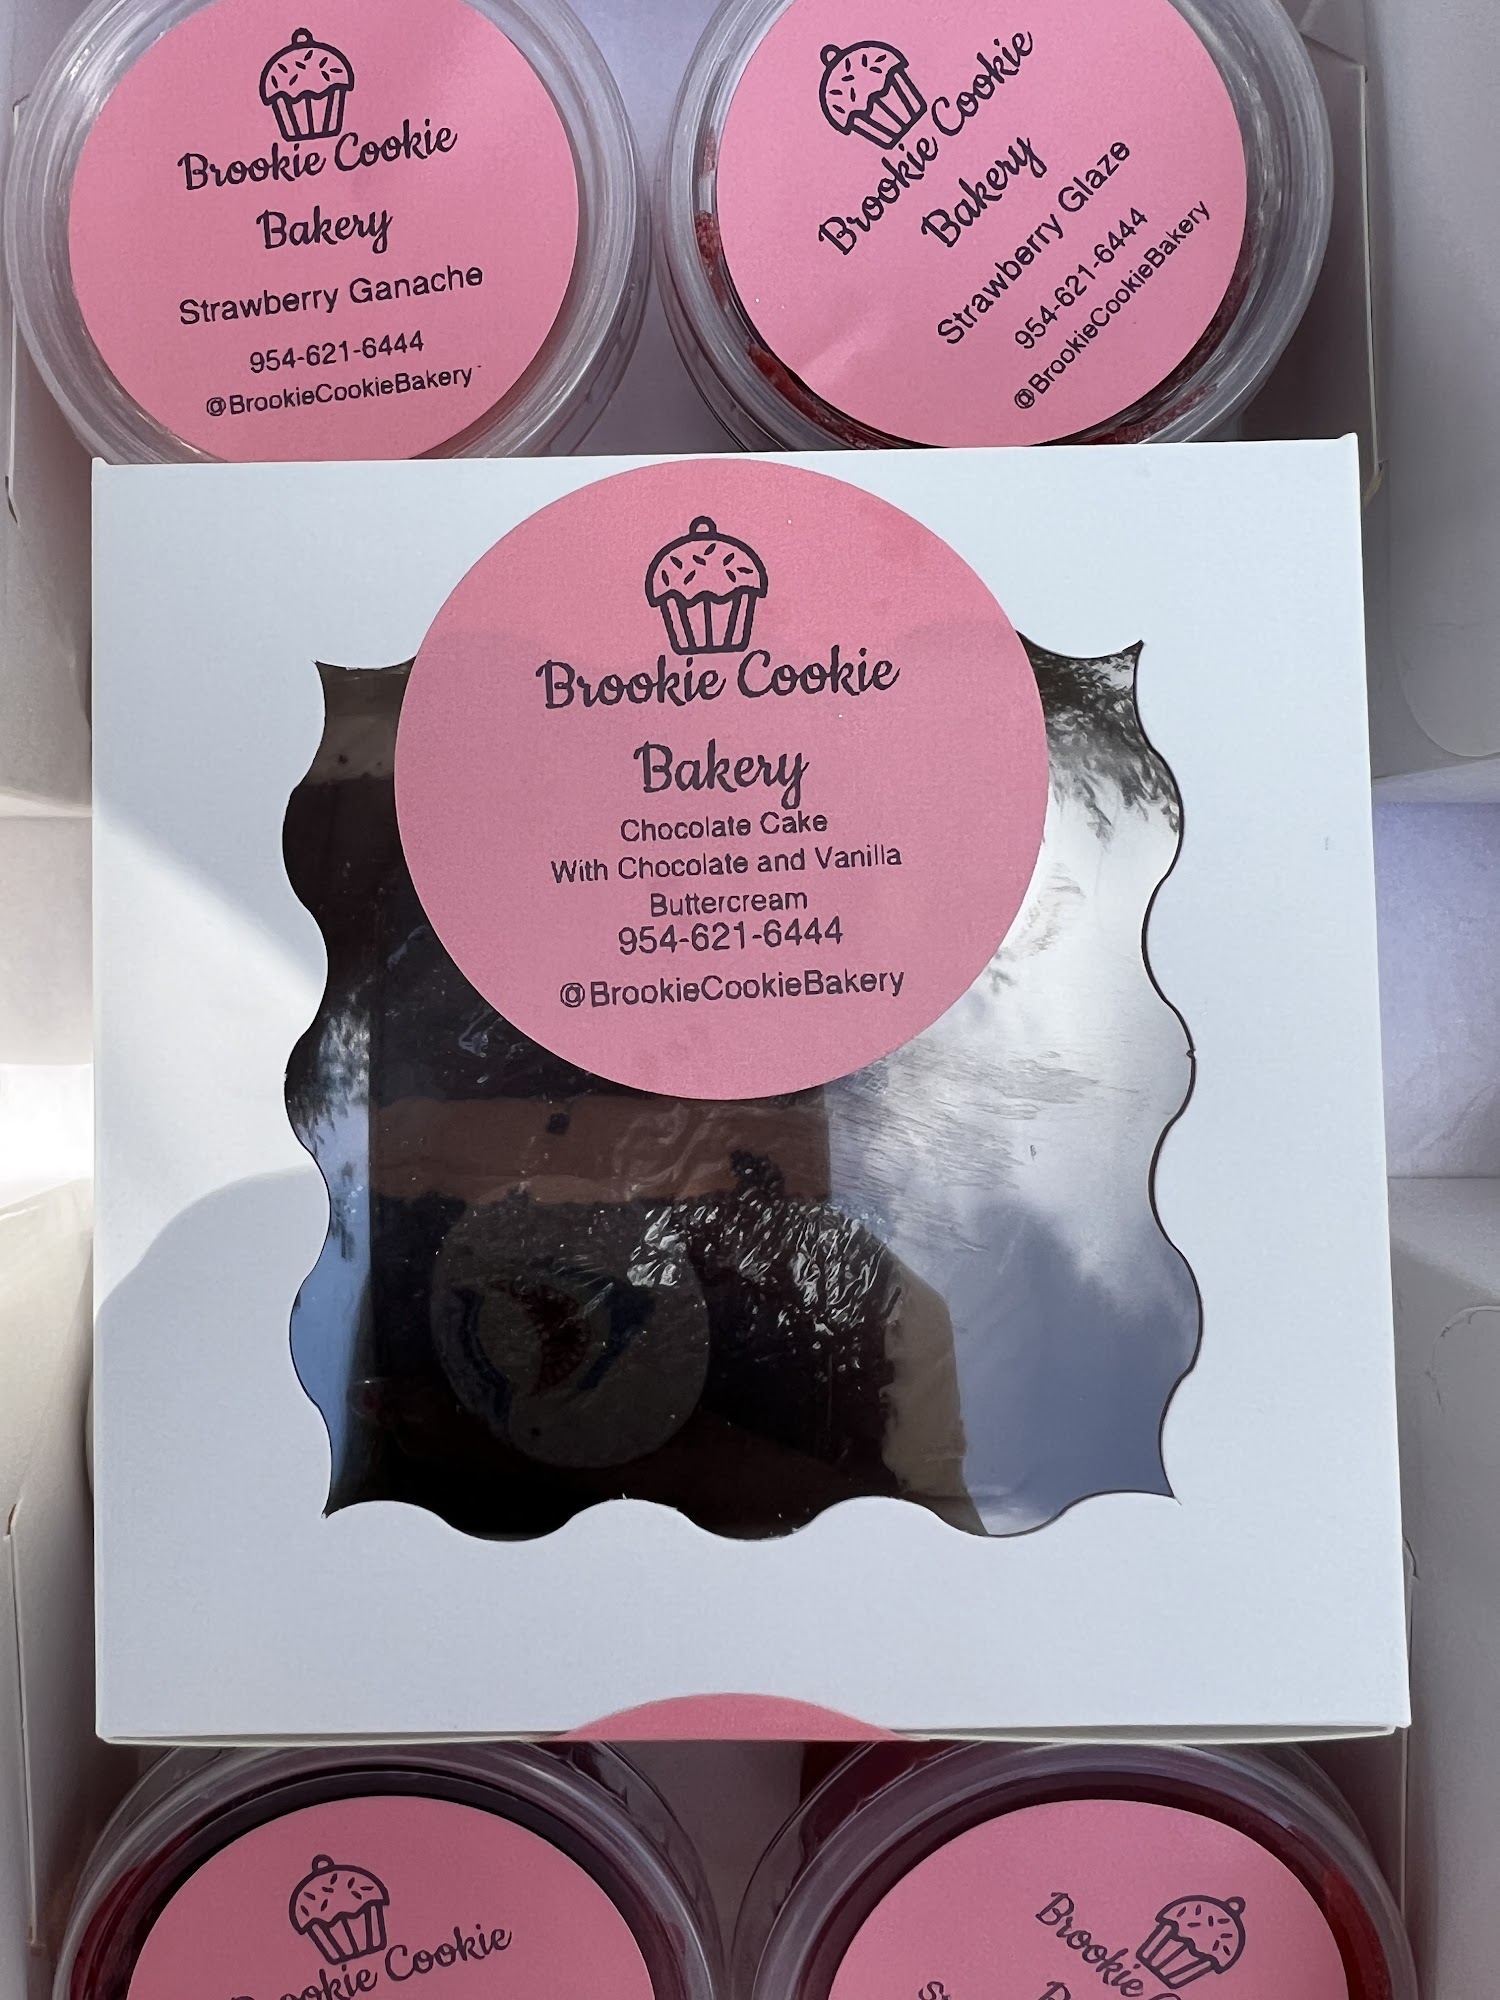 Brookie Cookie
Bakery
Strawberry Ganache
954-621-6444
@BrookieCookieBakery
Brookie Cookie
Bakery
Strawberry Glaze
954-621-6444
@BrookieCookieBakery
Brookie Cookie
Bakery
Chocolate Cake
With Chocolate and Vanilla
Buttercream
954-621-6444
@BrookieCookieBakery
Brookie Cookie
Brookie